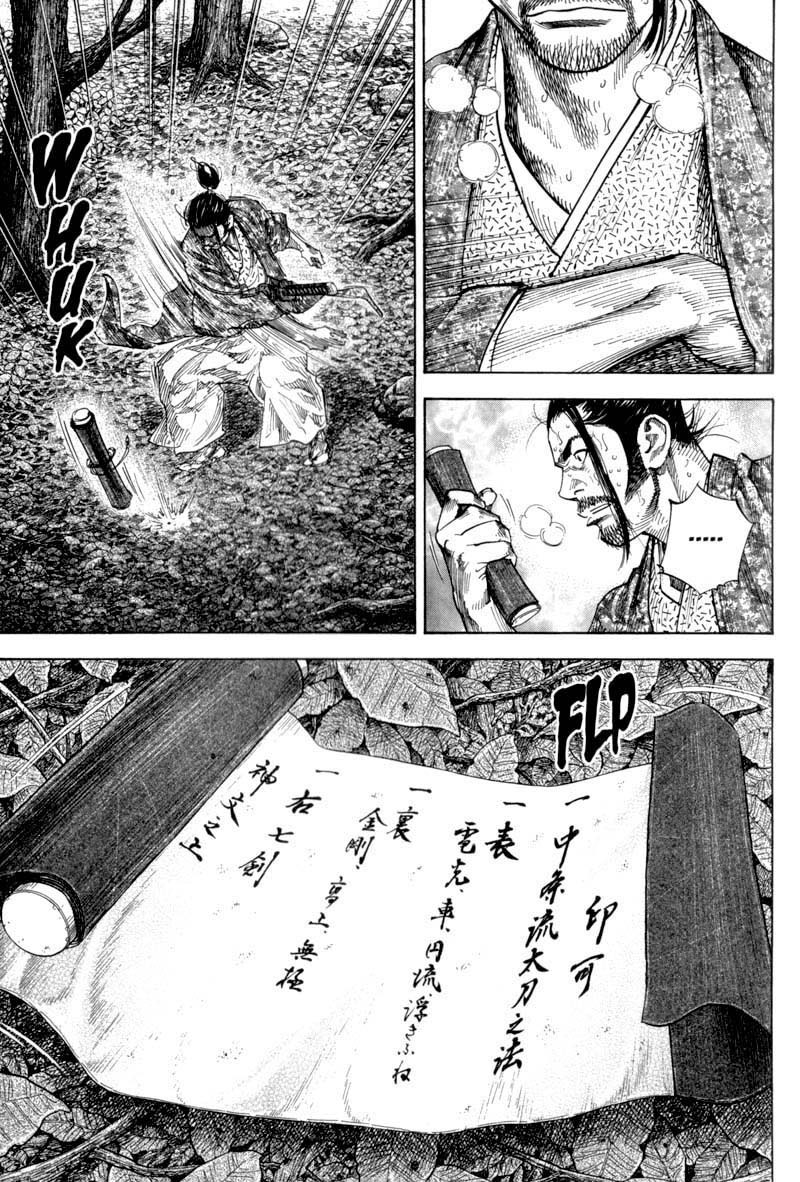 WHUK
.....
FLP
印可
一 中条流太刀之法
一 表
電光、車、円流 浮きふね
一 裏
金剛、高上 無極
一 右七剣
神文之上